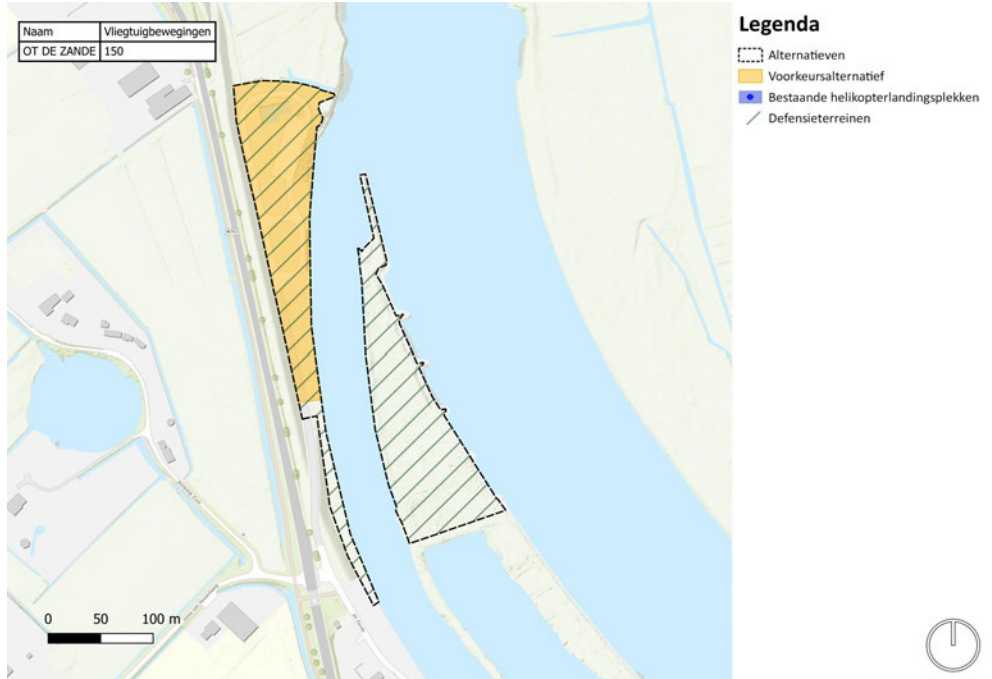 Naam Vliegtuigbewegingen
OT DE ZANDE 150
Legenda
Alternatieven
Voorkeursalternatief
Bestaande helikopterlandingsplekken
Defensieterreinen
0 50 100 m